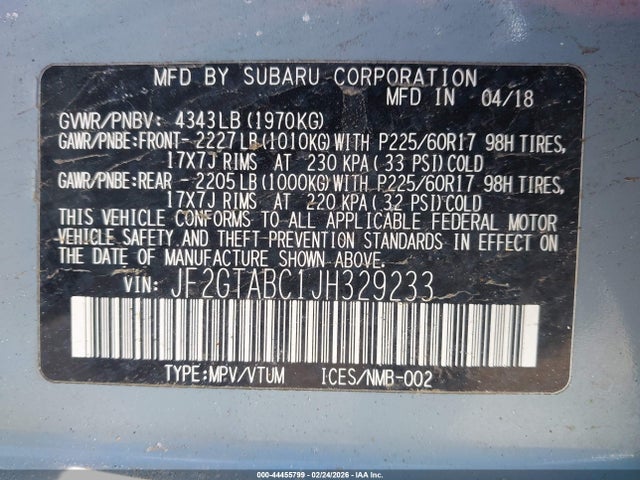 MFD BY SUBARU CORPORATION
MFD IN 04/18
GVWR/PNBV: 4343LB (1970KG)
GAWR/PNBE:FRONT-2227LB(1010KG)WITH P225/60R17 98H TIRES,
17X7J RIMS AT 230 KPA( 33 PSI)COLD
GAWR/PNBE:REAR -2205LB(1000KG)WITH P225/60R17 98H TIRES,
17X7J RIMS AT 220 KPA( 32 PSI)COLD
THIS VEHICLE CONFORMS TO ALL APPLICABLE FEDERAL MOTOR
VEHICLE SAFETY AND THEFT PREVENTION STANDARDS IN EFFECT ON
THE DATE OF MANUFACTURE SHOWN ABOVE.
VIN: JF2GTABC1JH329233
TYPE:MPV/VTUM ICES/NMB-002
000-44455799 - 02/24/2026 - IAA Inc.